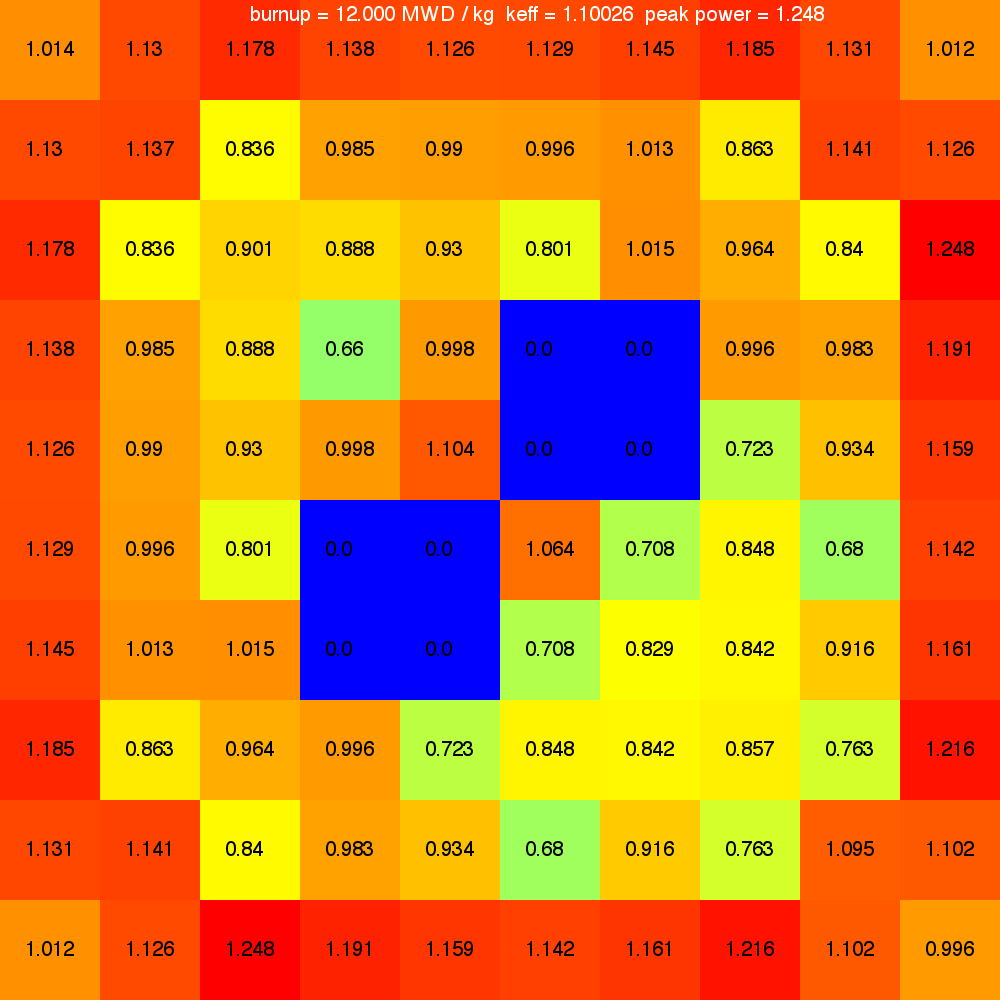 burnup = 12.000 MWD / kg keff = 1.10026 peak power = 1.248
1.014 1.13 1.178 1.138 1.126 1.129 1.145 1.185 1.131 1.012
1.13 1.137 0.836 0.985 0.99 0.996 1.013 0.863 1.141 1.126
1.178 0.836 0.901 0.888 0.93 0.801 1.015 0.964 0.84 1.248
1.138 0.985 0.888 0.66 0.998 0.0 0.0 0.996 0.983 1.191
1.126 0.99 0.93 0.998 1.104 0.0 0.0 0.723 0.934 1.159
1.129 0.996 0.801 0.0 0.0 1.064 0.708 0.848 0.68 1.142
1.145 1.013 1.015 0.0 0.0 0.708 0.829 0.842 0.916 1.161
1.185 0.863 0.964 0.996 0.723 0.848 0.842 0.857 0.763 1.216
1.131 1.141 0.84 0.983 0.934 0.68 0.916 0.763 1.095 1.102
1.012 1.126 1.248 1.191 1.159 1.142 1.161 1.216 1.102 0.996